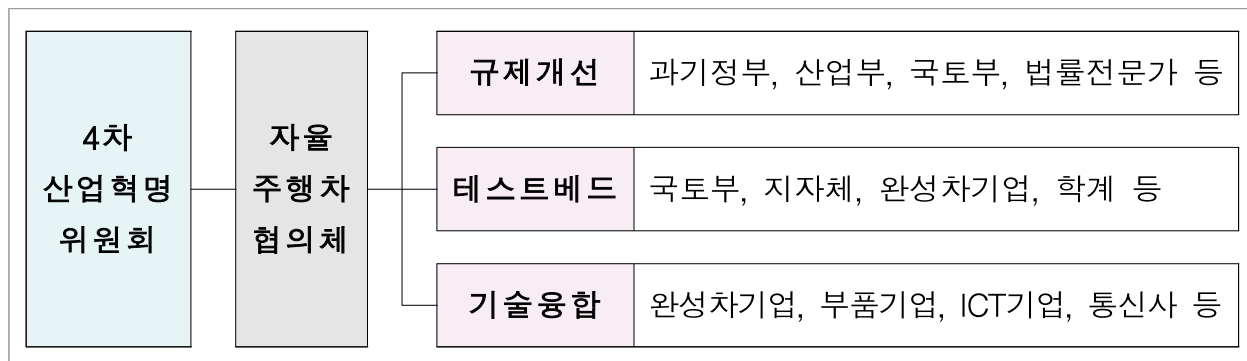 4차
산업혁명
위원회
자율
주행차
협의체
규제개선
과기정부, 산업부, 국토부, 법률전문가 등
테스트베드
국토부, 지자체, 완성차기업, 학계 등
기술융합
완성차기업, 부품기업, ICT기업, 통신사 등